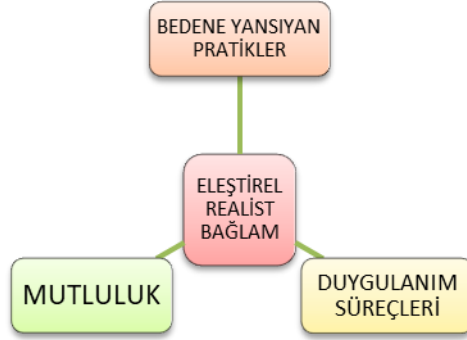 BEDENE YANSIYAN
PRATİKLER
ELEŞTİREL
REALİST
BAĞLAM
MUTLULUK
DUYGULANIM
SÜREÇLERİ